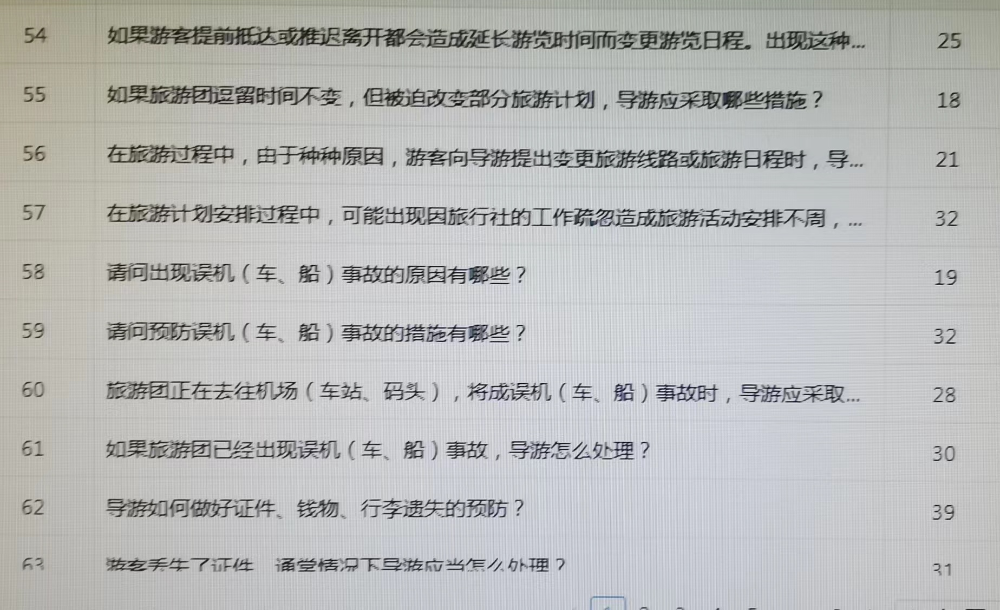 54 如果游客提前抵达或推迟离开都会造成延长游览时间而变更游览日程。出现这种... 25
55 如果旅游团逗留时间不变，但被迫改变部分旅游计划，导游应采取哪些措施？ 18
56 在旅游过程中，由于种种原因，游客向导游提出变更旅游线路或旅游日程时，导... 21
57 在旅游计划安排过程中，可能出现因旅行社的工作疏忽造成旅游活动安排不周，... 32
58 请问出现误机（车、船）事故的原因有哪些？ 19
59 请问预防误机（车、船）事故的措施有哪些？ 32
60 旅游团正在去往机场（车站、码头），将成误机（车、船）事故时，导游应采取... 28
61 如果旅游团已经出现误机（车、船）事故，导游怎么处理？ 30
62 导游如何做好证件、钱物、行李遗失的预防？ 39
63 游客丢失了证件 通常情况下导游应当怎么处理？ 31